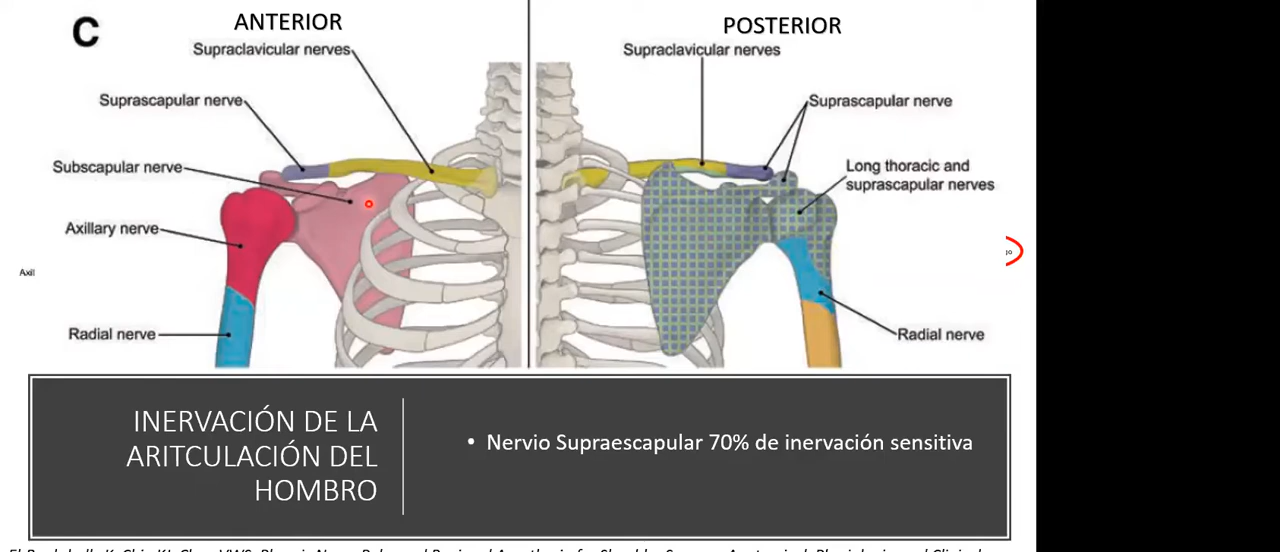 C
ANTERIOR
Supraclavicular nerves
Suprascapular nerve
Subscapular nerve
Axillary nerve
Axil
Radial nerve
POSTERIOR
Supraclavicular nerves
Suprascapular nerve
Long thoracic and
suprascapular nerves
Radial nerve
INERVACIÓN DE LA
ARITCULACIÓN DEL
HOMBRO
• Nervio Supraescapular 70% de inervación sensitiva